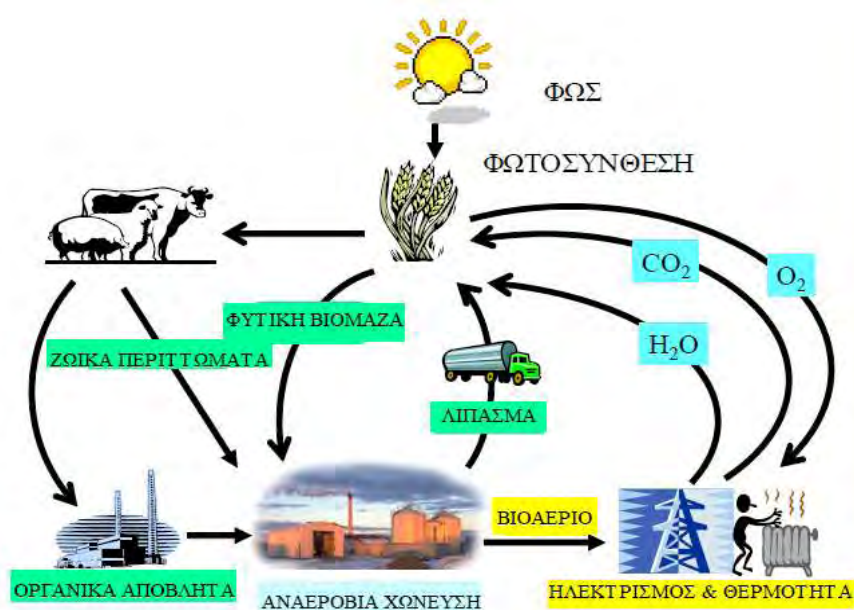 ΦΩΣ
ΦΩΤΟΣΥΝΘΕΣΗ
CO2
O2
ΦΥΤΙΚΗ ΒΙΟΜΑΖΑ
H2O
ΖΩΙΚΑ ΠΕΡΙΤΤΩΜΑΤΑ
ΛΙΠΑΣΜΑ
ΒΙΟΑΕΡΙΟ
ΟΡΓΑΝΙΚΑ ΑΠΟΒΛΗΤΑ
ΑΝΑΕΡΟΒΙΑ ΧΩΝΕΥΣΗ
ΗΛΕΚΤΡΙΣΜΟΣ & ΘΕΡΜΟΤΗΤΑ